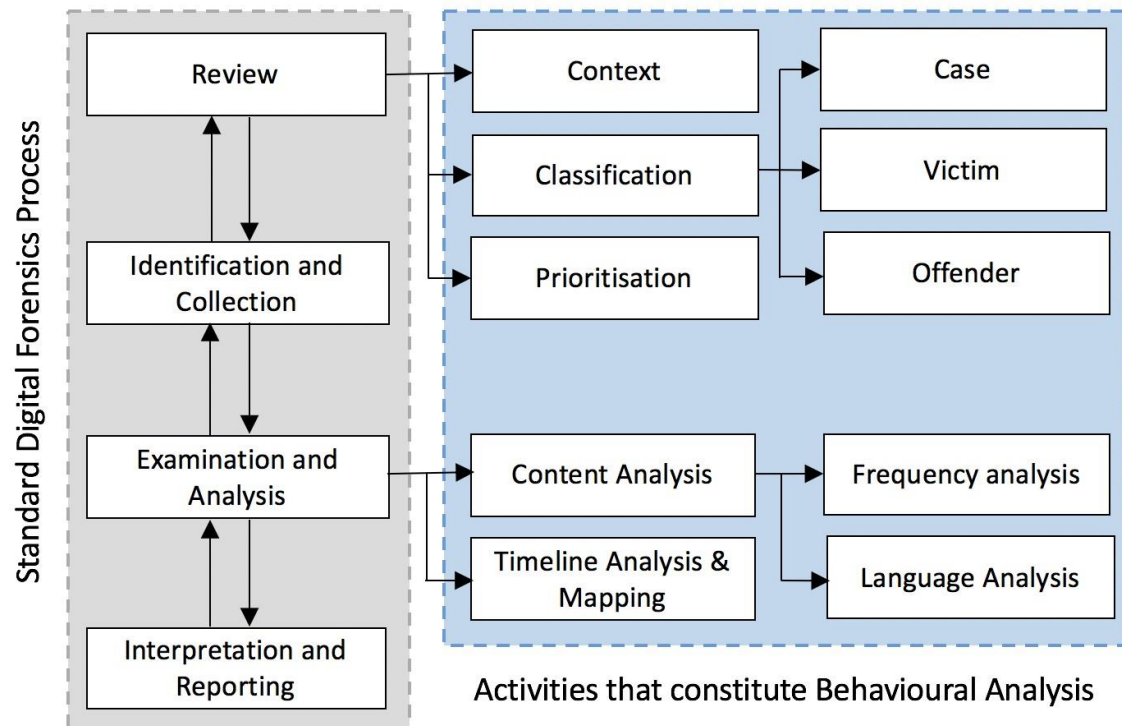 Standard Digital Forensics Process
Review
Identification and
Collection
Examination and
Analysis
Interpretation and
Reporting
Context
Classification
Prioritisation
Case
Victim
Offender
Content Analysis
Timeline Analysis &
Mapping
Frequency analysis
Language Analysis
Activities that constitute Behavioural Analysis